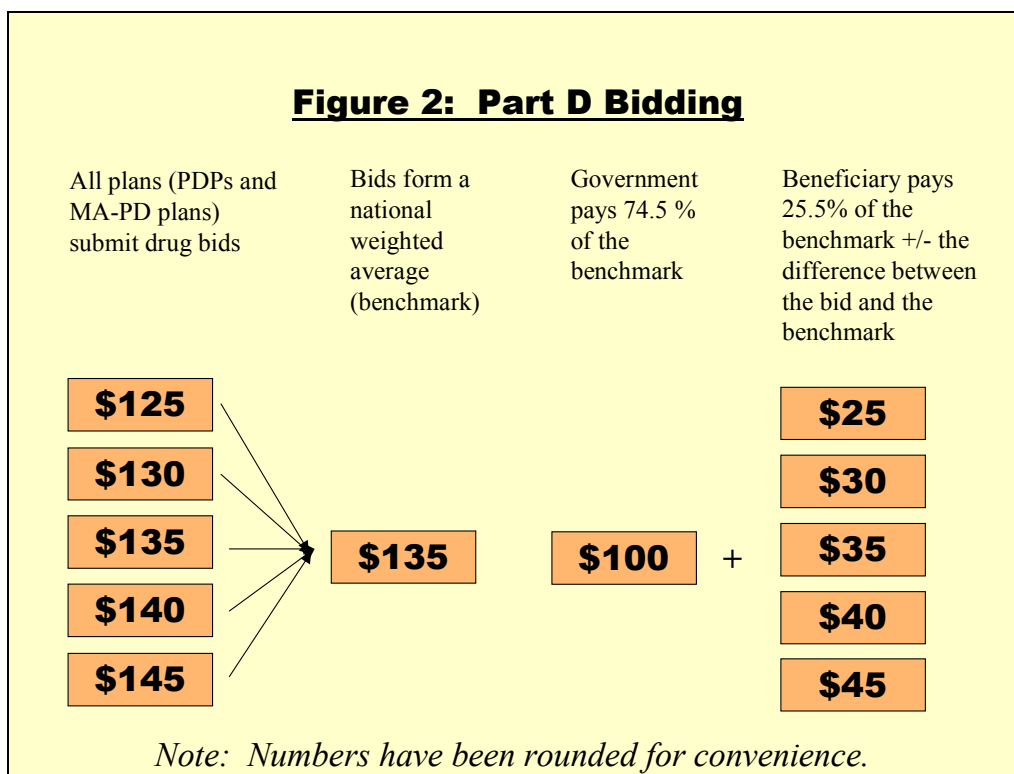 Figure 2: Part D Bidding
All plans (PDPs and
MA-PD plans)
submit drug bids
Bids form a
national
weighted
average
(benchmark)
Government
pays 74.5 %
of the
benchmark
Beneficiary pays
25.5% of the
benchmark +/- the
difference between
the bid and the
benchmark
$125
$130
$135
$140
$145
$135
$100
+
$25
$30
$35
$40
$45
Note: Numbers have been rounded for convenience.